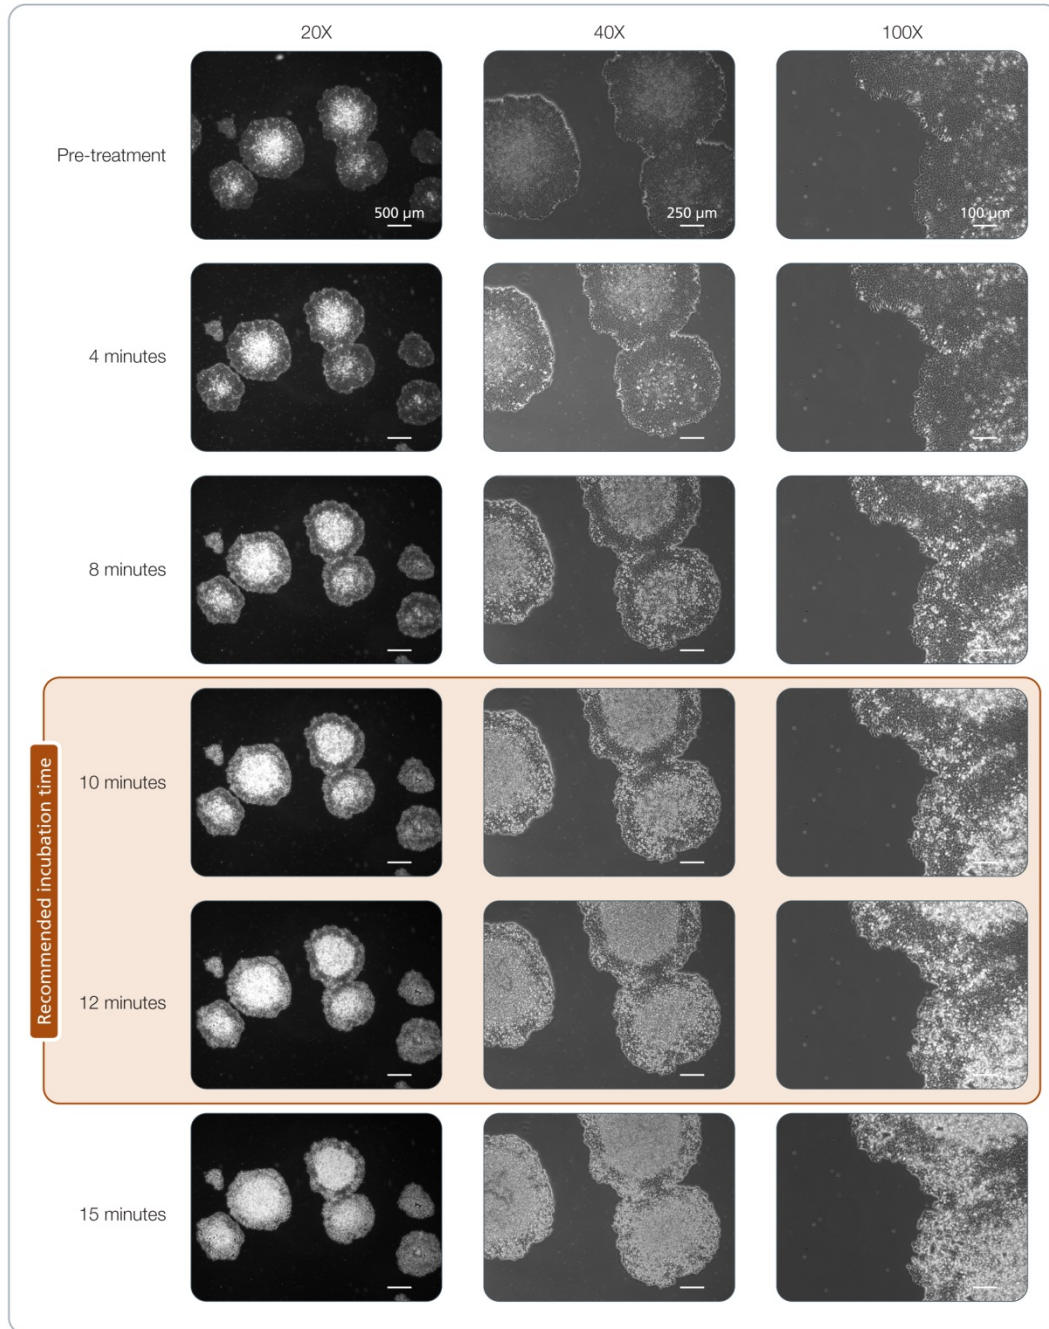 20X
40X
100X
Pre-treatment
500 µm
250 µm
100 µm
4 minutes
8 minutes
Recommended incubation time
10 minutes
12 minutes
15 minutes